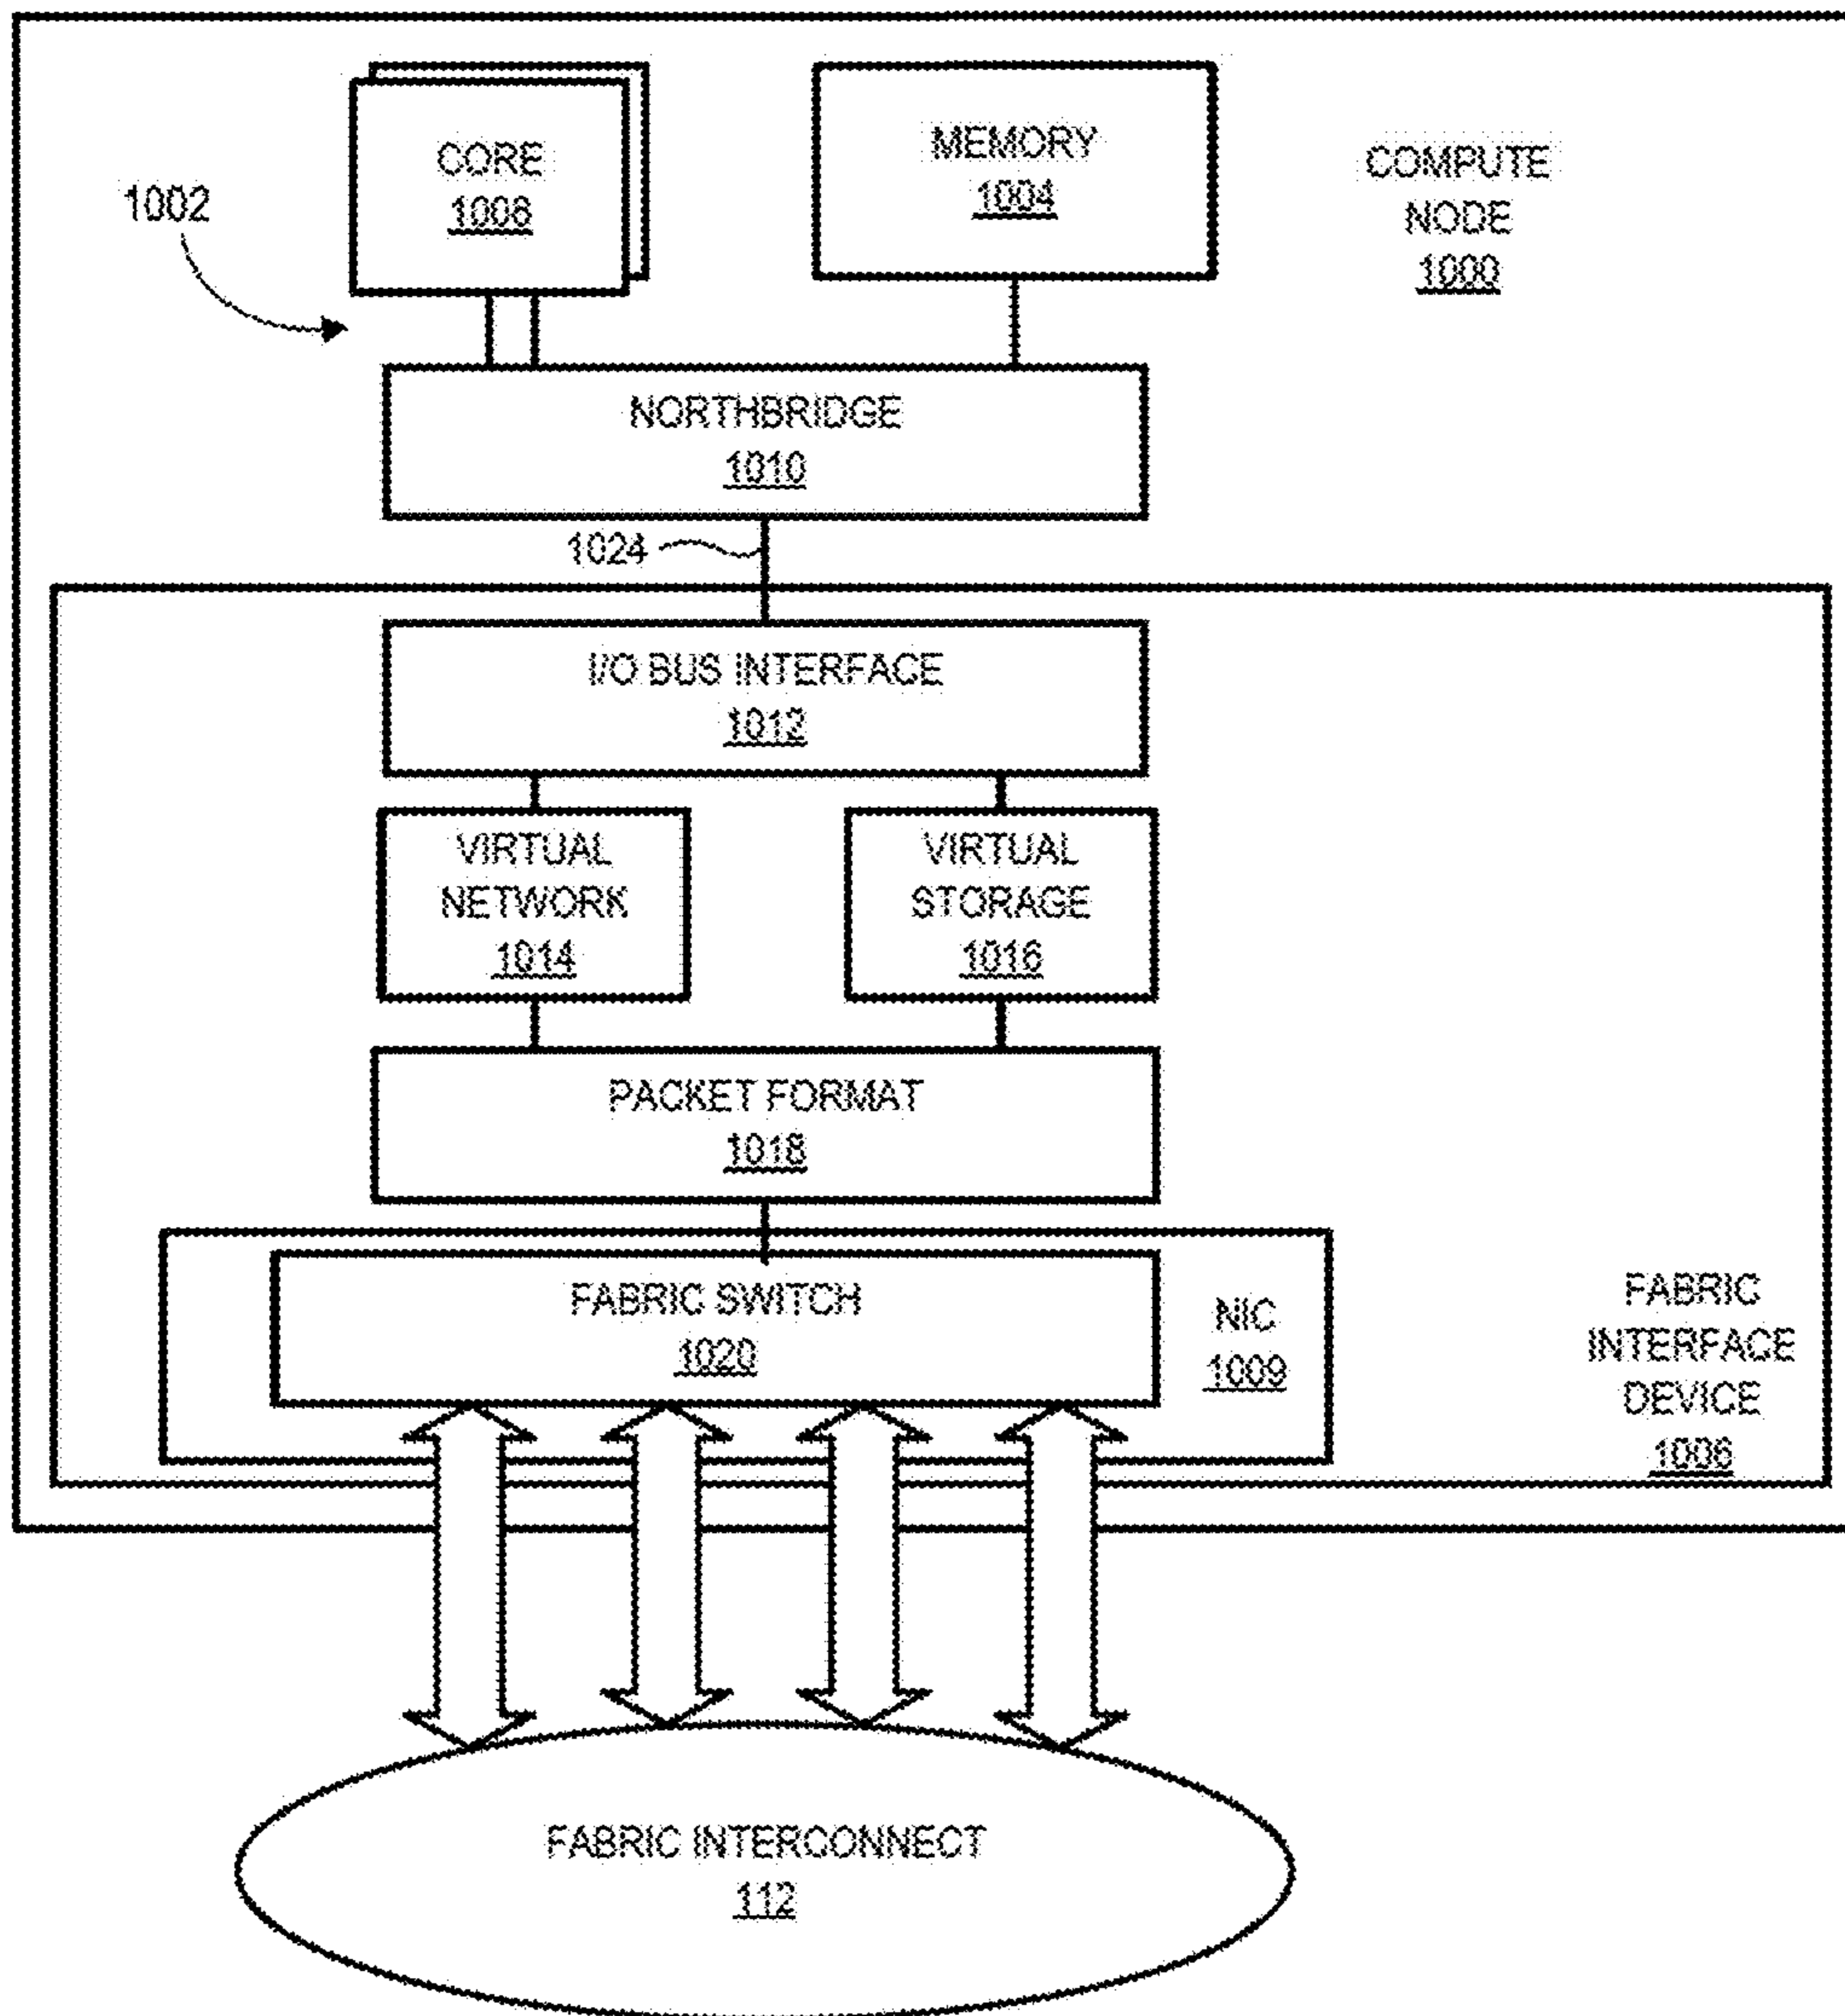 CORE
1008
MEMORY
1004
COMPUTE
NODE
1000
1002
NORTHBRIDGE
1010
1024
I/O BUS INTERFACE
1012
VIRTUAL
NETWORK
1014
VIRTUAL
STORAGE
1016
PACKET FORMAT
1018
FABRIC SWITCH
1020
NIC
1009
FABRIC
INTERFACE
DEVICE
1006
FABRIC INTERCONNECT
112